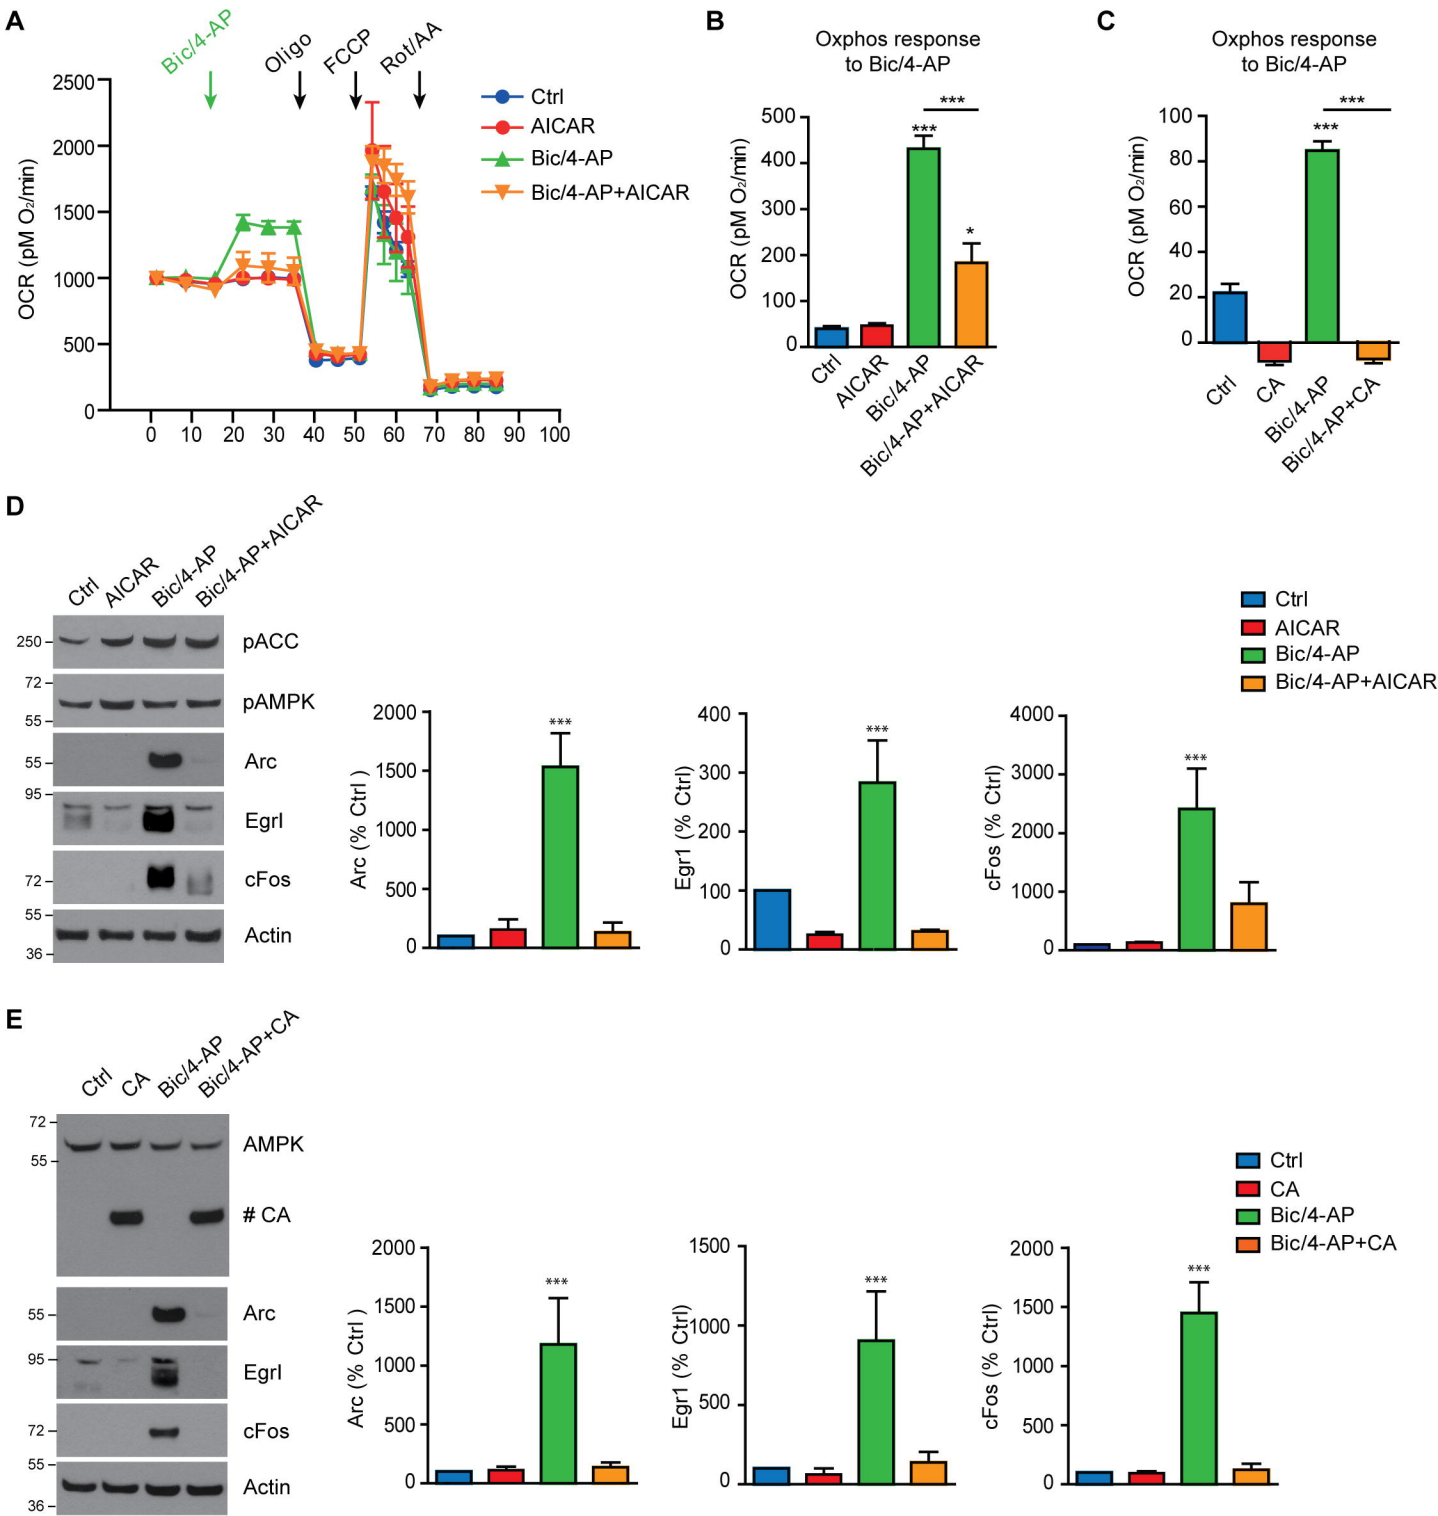 A
Bic/4-AP
Oligo
FCCP
Rot/AA
2500
2000
1500
1000
500
0
OCR (pM O₂/min)
0 10 20 30 40 50 60 70 80 90 100
Ctrl
AICAR
Bic/4-AP
Bic/4-AP+AICAR
B
Oxphos response
to Bic/4-AP
500
400
300
200
100
0
OCR (pM O₂/min)
***
***
*
Ctrl
AICAR
Bic/4-AP
Bic/4-AP+AICAR
C
Oxphos response
to Bic/4-AP
100
80
60
40
20
0
OCR (pM O₂/min)
***
***
Ctrl
CA
Bic/4-AP
Bic/4-AP+CA
D
Ctrl
AICAR
Bic/4-AP
Bic/4-AP+AICAR
250
pACC
72
pAMPK
55
55
Arc
95
EgrI
72
cFos
55
Actin
36
2000
1500
1000
500
0
Arc (% Ctrl )
***
400
300
200
100
0
Egr1 (% Ctrl)
***
4000
3000
2000
1000
0
cFos (% Ctrl)
***
Ctrl
AICAR
Bic/4-AP
Bic/4-AP+AICAR
E
Ctrl
CA
Bic/4-AP
Bic/4-AP+CA
72
AMPK
55
# CA
55
Arc
95
EgrI
72
cFos
55
Actin
36
2000
1500
1000
500
0
Arc (% Ctrl )
***
1500
1000
500
0
Egr1 (% Ctrl)
***
2000
1500
1000
500
0
cFos (% Ctrl)
***
Ctrl
CA
Bic/4-AP
Bic/4-AP+CA